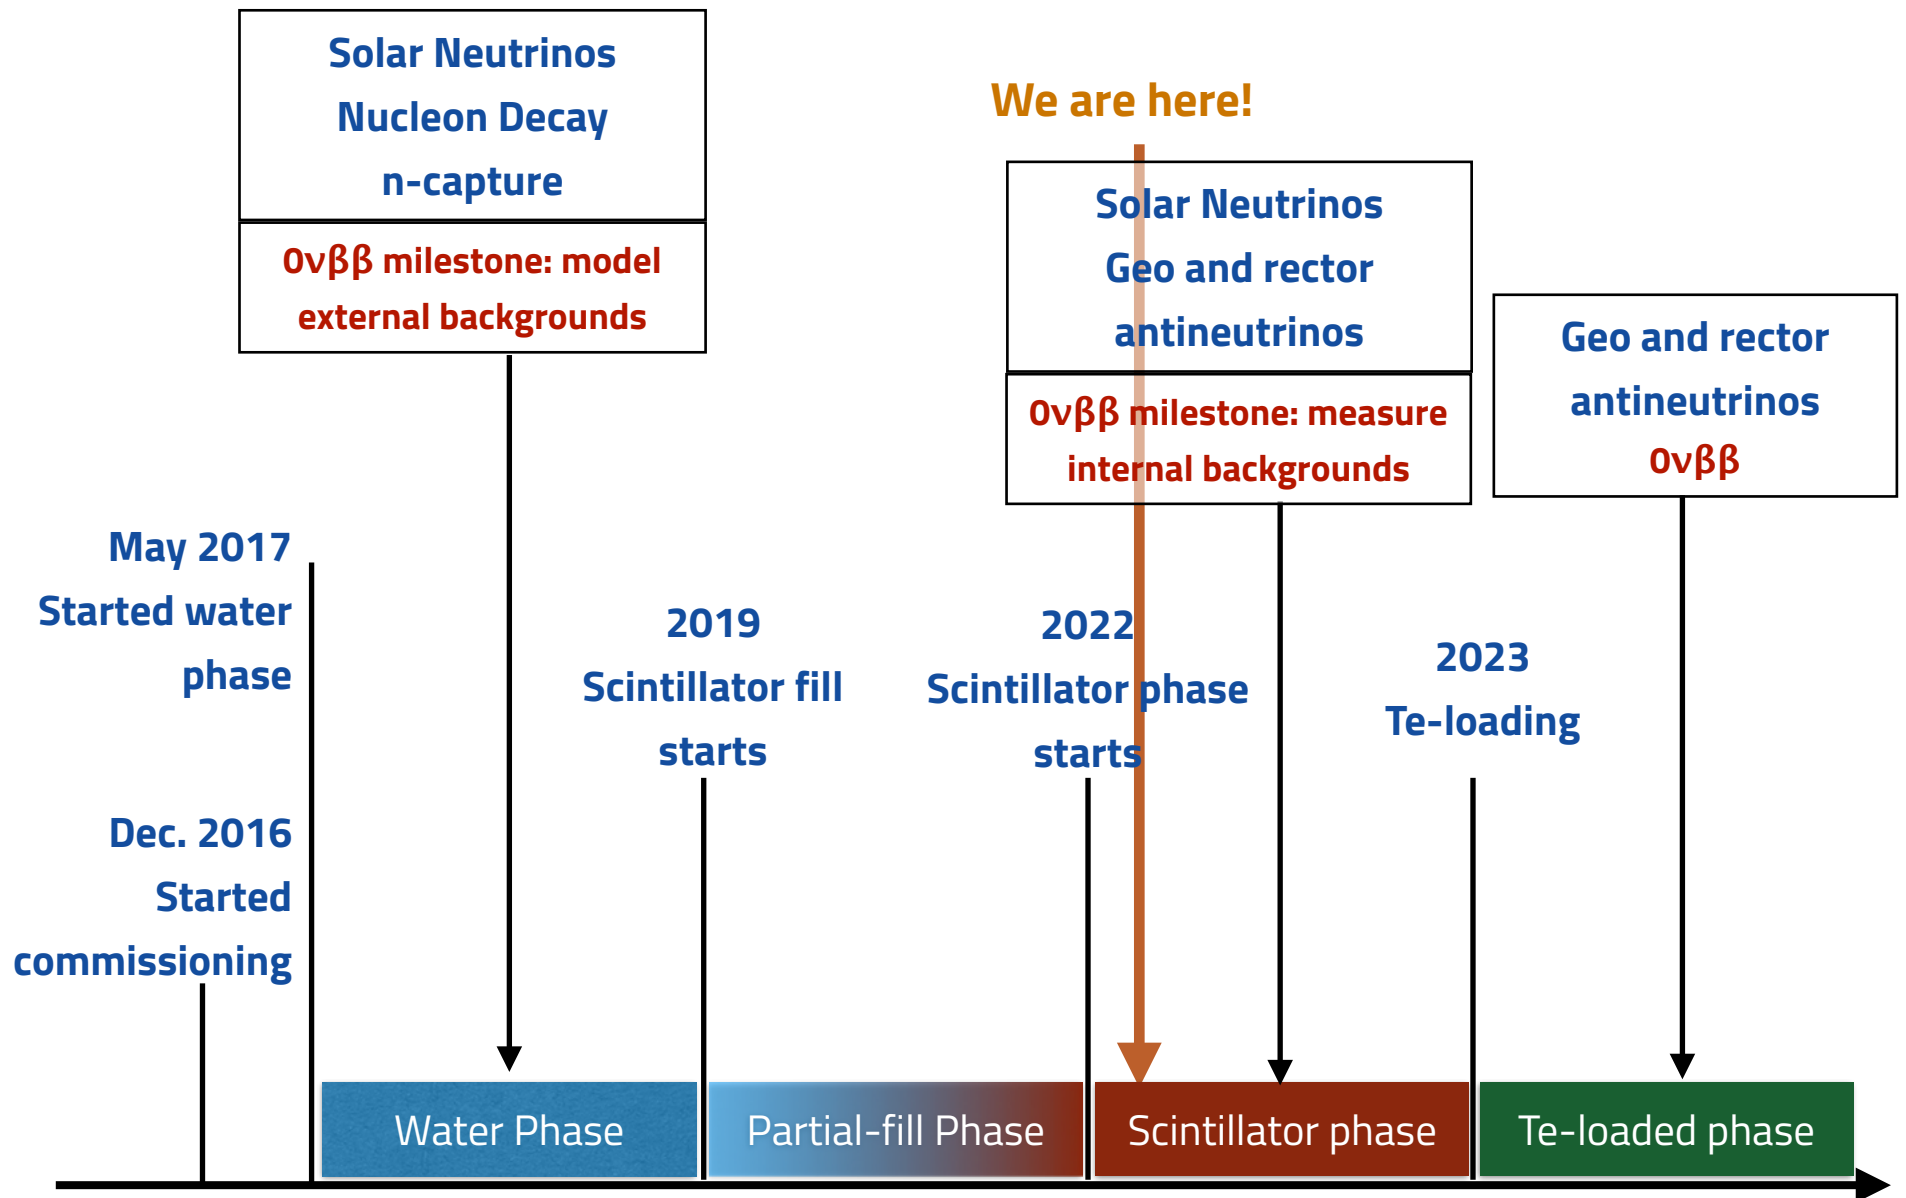 Solar Neutrinos
Nucleon Decay
n-capture
0νββ milestone: model
external backgrounds
We are here!
Solar Neutrinos
Geo and rector
antineutrinos
0νββ milestone: measure
internal backgrounds
Geo and rector
antineutrinos
0νββ
May 2017
Started water
phase
Dec. 2016
Started
commissioning
2019
Scintillator fill
starts
2022
Scintillator phase
starts
2023
Te-loading
Water Phase
Partial-fill Phase
Scintillator phase
Te-loaded phase